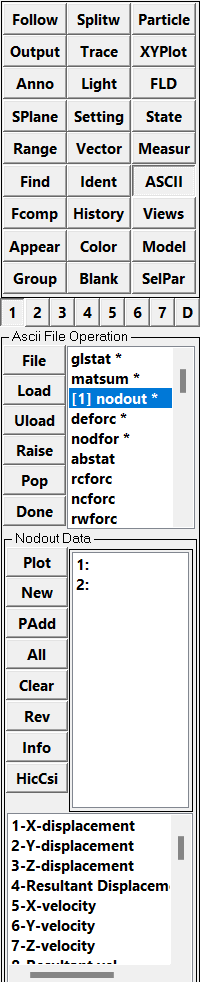 Follow Splitw Particle
Output Trace XYPlot
Anno Light FLD
SPlane Setting State
Range Vector Measur
Find Ident ASCII
Fcomp History Views
Appear Color Model
Group Blank SelPar
1 2 3 4 5 6 7 D
Ascii File Operation
File
Load
Uload
Raise
Pop
Done
glstat *
matsum *
[1] nodout *
deforc *
nodfor *
abstat
rcforc
ncforc
rwforc
Nodout Data
Plot
New
PAdd
All
Clear
Rev
Info
HicCsi
1:
2:
1-X-displacement
2-Y-displacement
3-Z-displacement
4-Resultant Displacem
5-X-velocity
6-Y-velocity
7-Z-velocity
8-Resultant vel